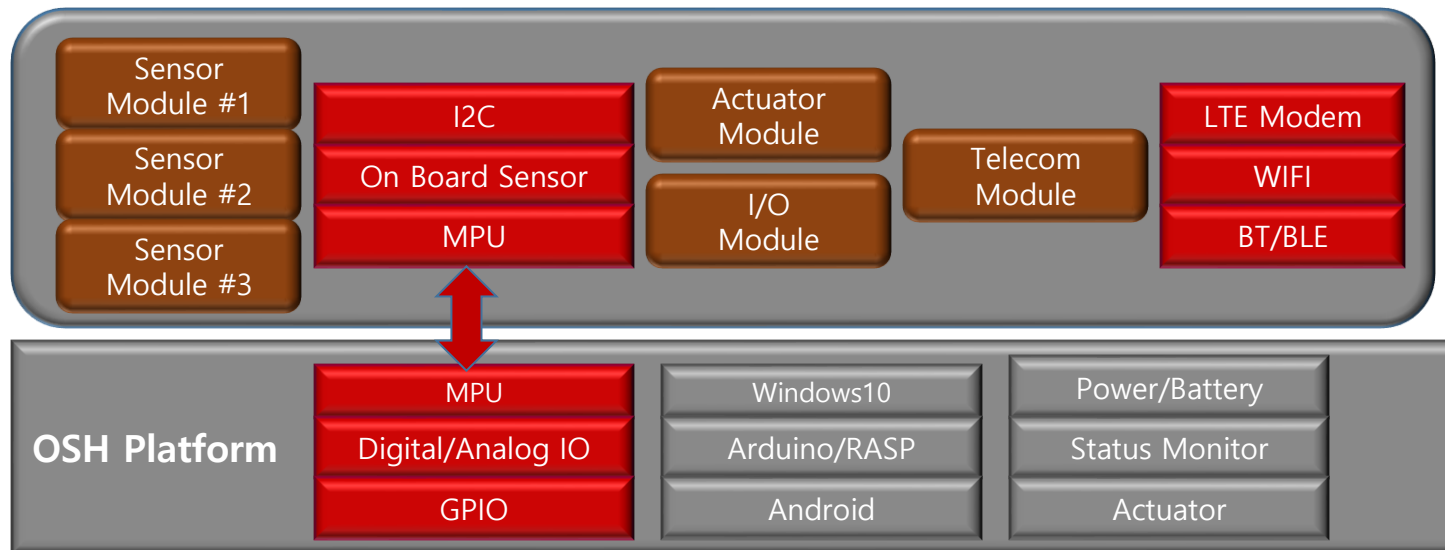 Sensor
Module #1
Sensor
Module #2
Sensor
Module #3
I2C
On Board Sensor
MPU
Actuator
Module
I/O
Module
Telecom
Module
LTE Modem
WIFI
BT/BLE
OSH Platform
MPU
Digital/Analog IO
GPIO
Windows10
Arduino/RASP
Android
Power/Battery
Status Monitor
Actuator